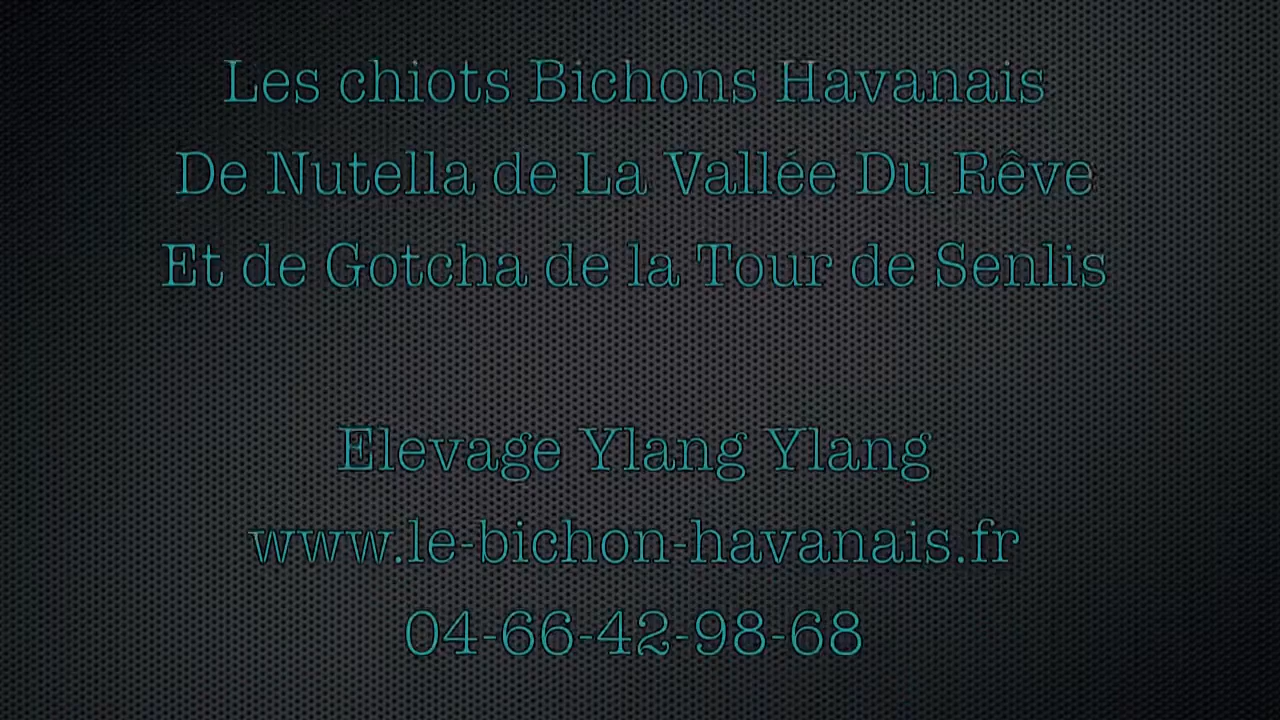 Les chiots Bichons Havanais
De Nutella de La Vallée Du Rêve
Et de Gotcha de la Tour de Senlis
Elevage Ylang Ylang
www.le-bichon-havanais.fr
04-66-42-98-68